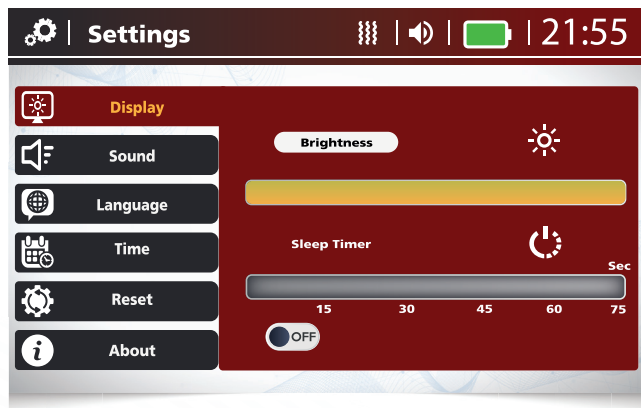 Settings
21:55
Display
Sound
Language
Time
Reset
About
Brightness
Sleep Timer
Sec
15 30 45 60 75
OFF